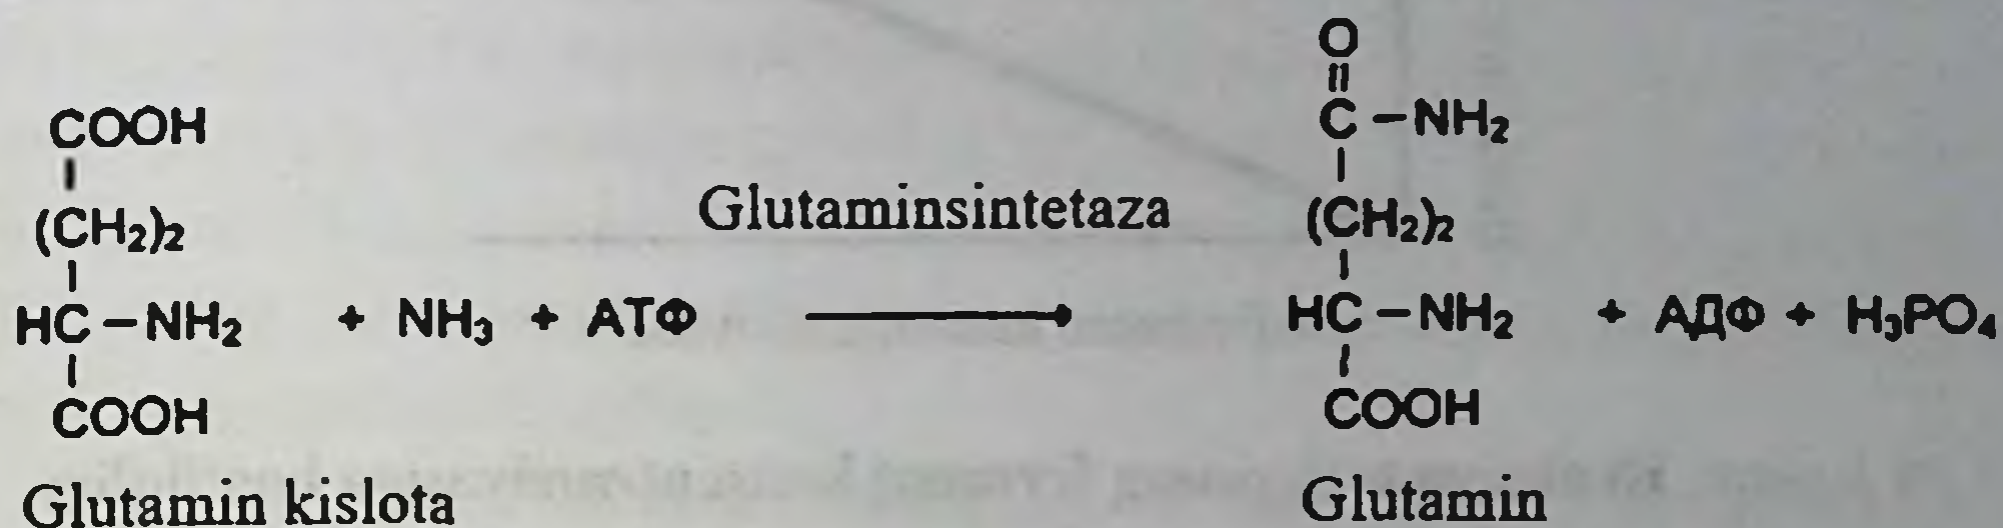 O
||
COOH C – NH₂
(CH₂)₂ Glutaminsintetaza (CH₂)₂
HC – NH₂ + NH₃ + АТФ ⟶ HC – NH₂ + АДФ + H₃PO₄
COOH COOH
Glutamin kislota Glutamin